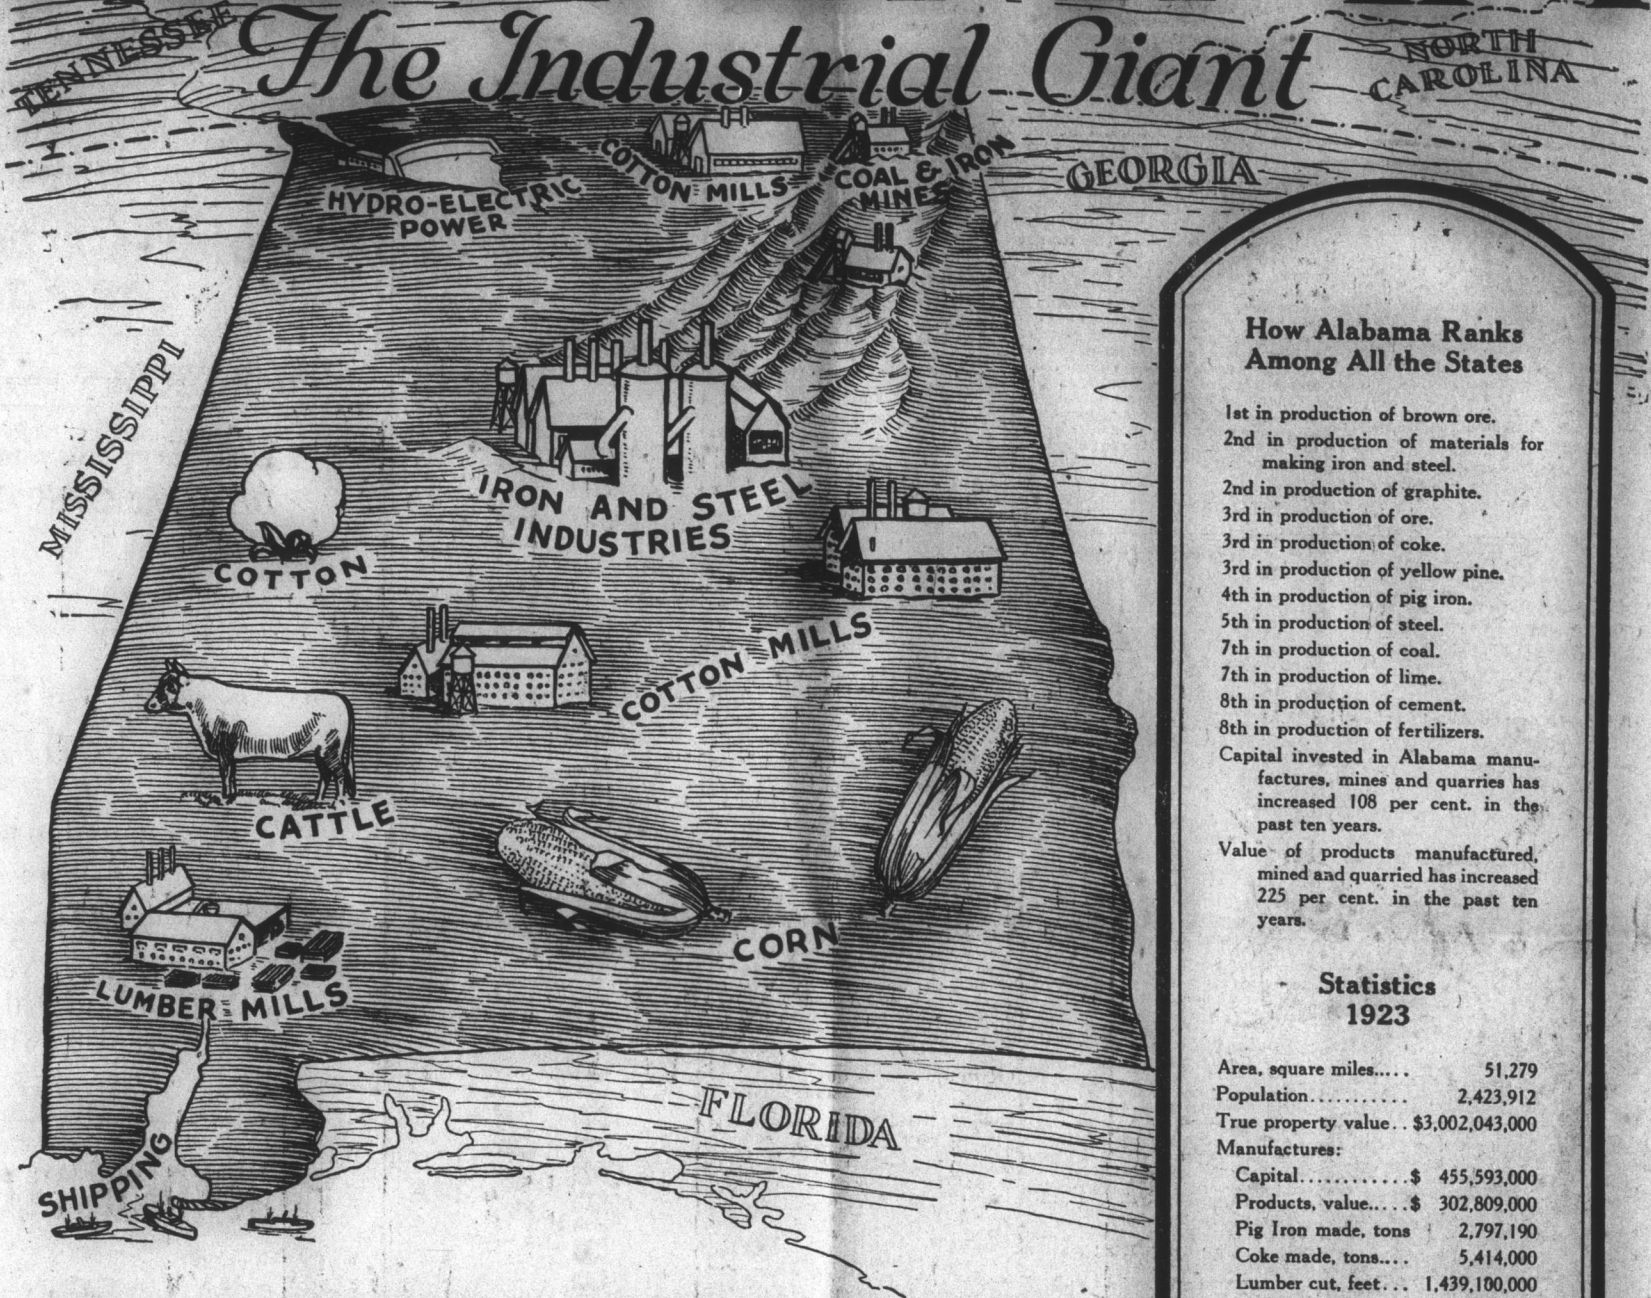 The Industrial Giant
TENNESSEE
NORTH
CAROLINA
GEORGIA
MISSISSIPPI
HYDRO-ELECTRIC
POWER
COTTON MILLS
COAL & IRON
MINES
IRON AND STEEL
INDUSTRIES
COTTON
COTTON MILLS
CATTLE
CORN
LUMBER MILLS
SHIPPING
FLORIDA
How Alabama Ranks
Among All the States
1st in production of brown ore.
2nd in production of materials for
making iron and steel.
2nd in production of graphite.
3rd in production of ore.
3rd in production of coke.
3rd in production of yellow pine.
4th in production of pig iron.
5th in production of steel.
7th in production of coal.
7th in production of lime.
8th in production of cement.
8th in production of fertilizers.
Capital invested in Alabama manu-
factures, mines and quarries has
increased 108 per cent. in the
past ten years.
Value of products manufactured,
mined and quarried has increased
225 per cent. in the past ten
years.
Statistics
1923
Area, square miles..... 51,279
Population........... 2,423,912
True property value.. $3,002,043,000
Manufactures:
Capital............$ 455,593,000
Products, value.....$ 302,809,000
Pig Iron made, tons 2,797,190
Coke made, tons.... 5,414,000
Lumber cut, feet... 1,439,100,000